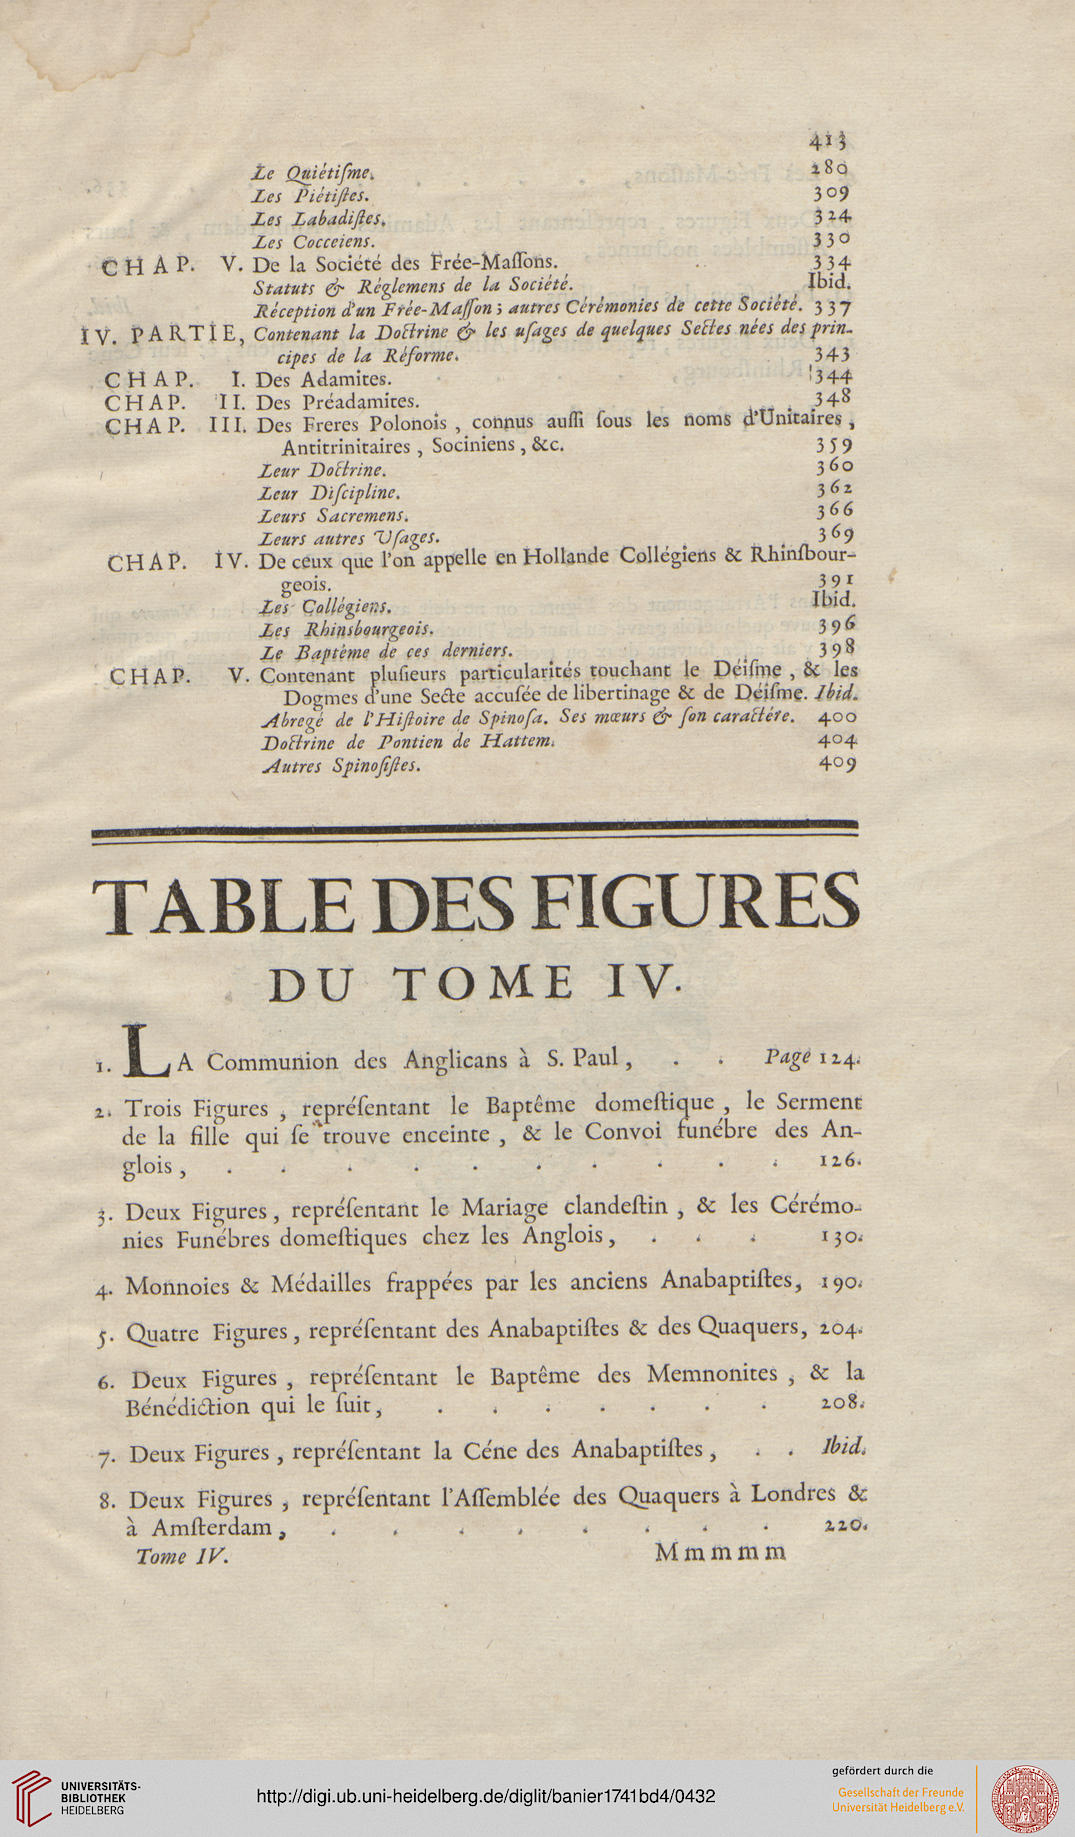 413
Le Quiétiſme. 280
Les Piétiſtes. 309
Les Labadiſtes. 324
Les Cocceiens. 330
CHAP. V. De la Société des Frée-Maſſons. 334
Statuts & Réglemens de la Société. Ibid.
Réception d'un Frée-Maſſon; autres Cérémonies de cette Société. 337
IV. PARTIE, Contenant la Doctrine & les uſages de quelques Sectes nées des prin-
cipes de la Réforme. 343
CHAP. I. Des Adamites. 344
CHAP. II. Des Préadamites. 348
CHAP. III. Des Freres Polonois, connus auſſi ſous les noms d'Unitaires,
Antitrinitaires, Sociniens, &c. 359
Leur Doctrine. 360
Leur Diſcipline. 362
Leurs Sacremens. 366
Leurs autres Uſages. 369
CHAP. IV. De ceux que l'on appelle en Hollande Collégiens & Rhinſbour-
geois. 391
Les Collégiens. Ibid.
Les Rhinsbourgeois. 396
Le Baptême de ces derniers. 398
CHAP. V. Contenant pluſieurs particularités touchant le Déiſme, & les
Dogmes d'une Secte accuſée de libertinage & de Déiſme. Ibid.
Abregé de l'Hiſtoire de Spinoſa. Ses mœurs & ſon caractére. 400
Doctrine de Pontien de Hattem. 404
Autres Spinoſiſtes. 409
TABLE DES FIGURES
DU TOME IV.
1. LA Communion des Anglicans à S. Paul, . . Page 124.
2. Trois Figures, repréſentant le Baptême domeſtique, le Serment
de la fille qui ſe trouve enceinte, & le Convoi funébre des An-
glois, . . . . . . . . . . 126.
3. Deux Figures, repréſentant le Mariage clandeſtin, & les Cérémo-
nies Funébres domeſtiques chez les Anglois, . . . 130.
4. Monnoies & Médailles frappées par les anciens Anabaptiſtes, 190.
5. Quatre Figures, repréſentant des Anabaptiſtes & des Quaquers, 204.
6. Deux Figures, repréſentant le Baptême des Memnonites, & la
Bénédiction qui le ſuit, . . . . . . 208.
7. Deux Figures, repréſentant la Céne des Anabaptiſtes, . . Ibid.
8. Deux Figures, repréſentant l'Aſſemblée des Quaquers à Londres &
à Amſterdam, . . . . . . . . 220.
Tome IV. Mmmmm
UNIVERSITÄTS-
BIBLIOTHEK
HEIDELBERG
http://digi.ub.uni-heidelberg.de/diglit/banier1741bd4/0432
gefördert durch die
Gesellschaft der Freunde
Universität Heidelberg e.V.